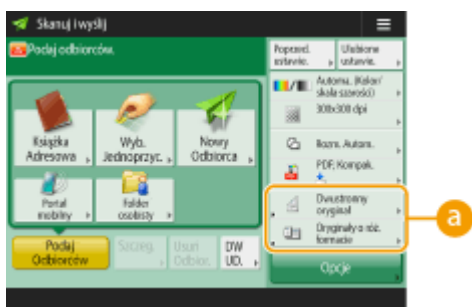 Skanuj i wyślij
Podaj odbiorców.
Książka
Adresowa
Wyb.
Jednoprzyc.
Nowy
Odbiorca
Portal
mobilny
Folder
osobisty
Podaj
Odbiorców
Szczeg.
Usuń
Odbior.
DW
UD.
Poprzed.
ustawie.
Ulubione
ustawie.
Automa. (Kolor/
skala szarości)
300x300 dpi
Rozm. Autom.
PDF; Kompak.
Dwustronny
oryginał
Oryginały o róż.
formacie
Opcje
a